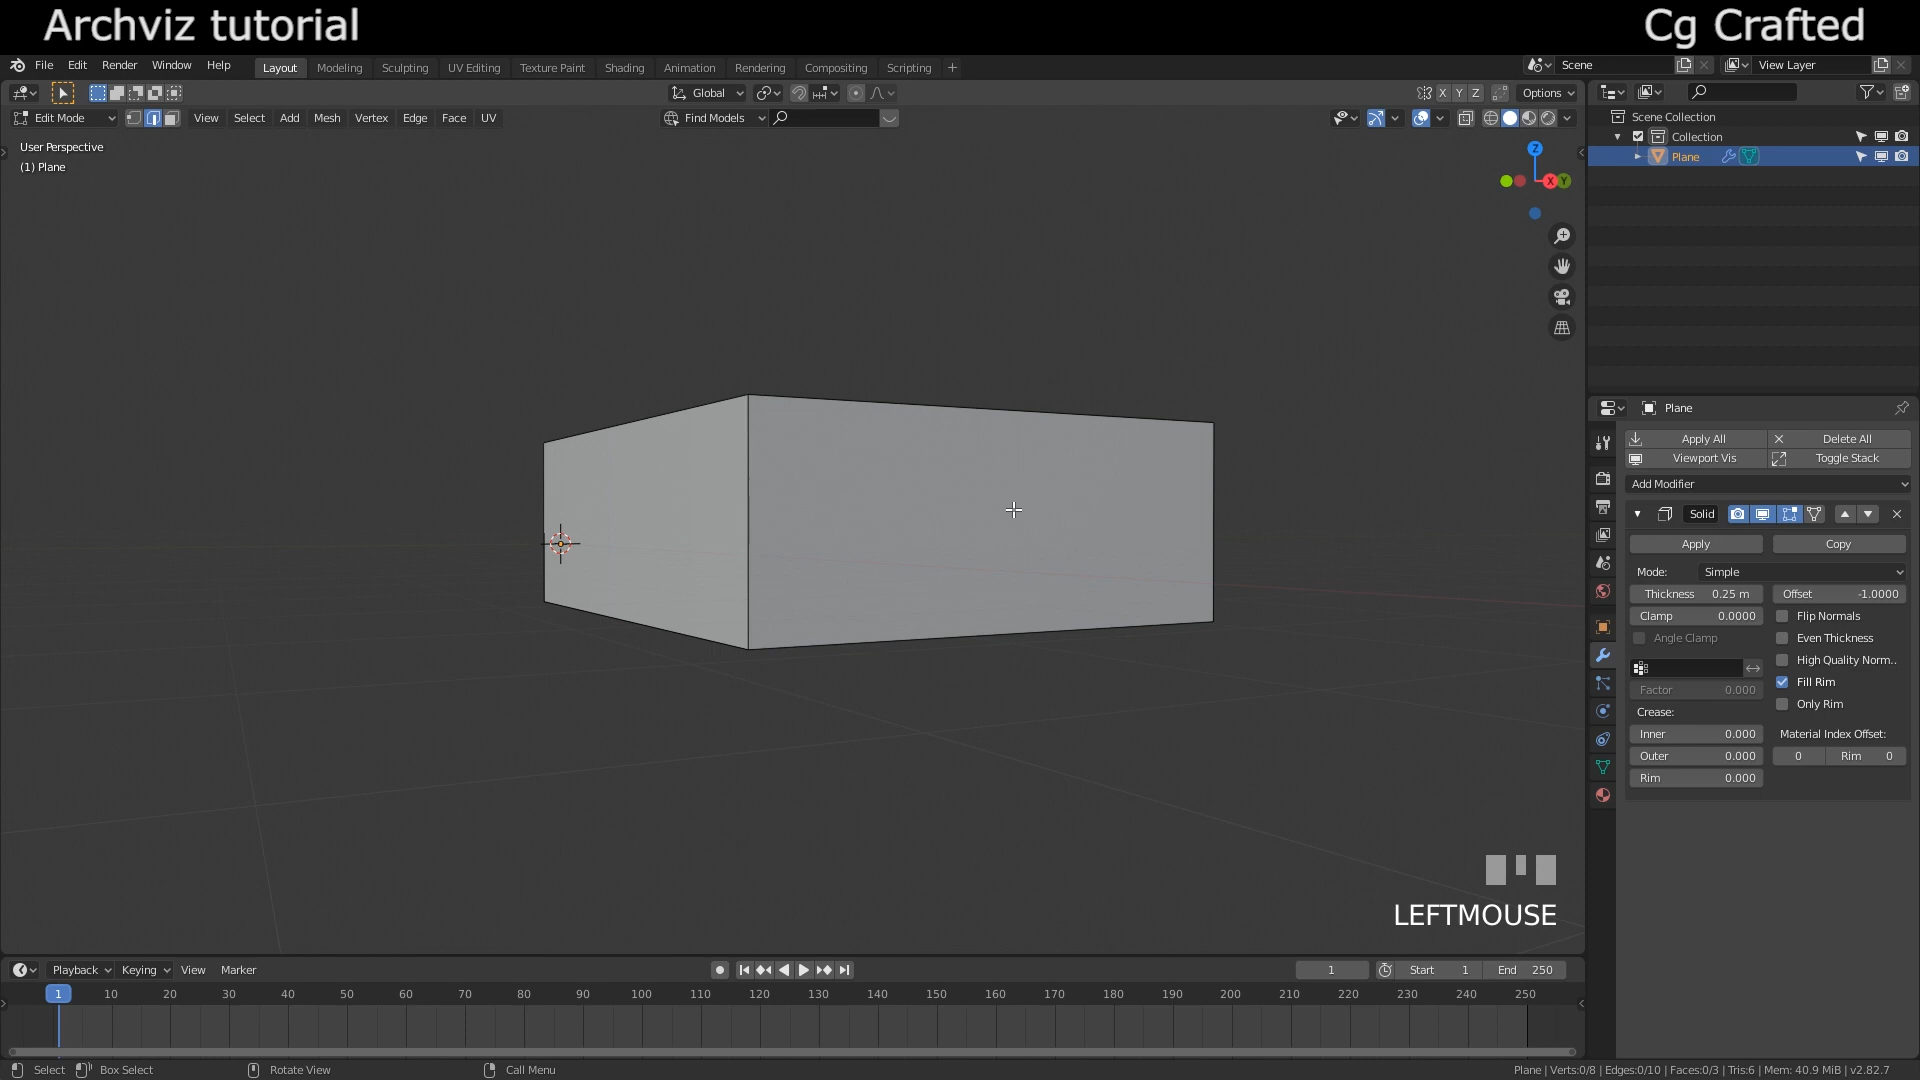 Archviz tutorial
Cg Crafted
File Edit Render Window Help Layout Modeling Sculpting UV Editing Texture Paint Shading Animation Rendering Compositing Scripting + Scene View Layer
Global X Y Z Options
Edit Mode View Select Add Mesh Vertex Edge Face UV Find Models
User Perspective
(1) Plane
Z
X Y
Scene Collection
Collection
Plane
Plane
Apply All Delete All
Viewport Vis Toggle Stack
Add Modifier
Solid
Apply Copy
Mode: Simple
Thickness 0.25 m Offset -1.0000
Clamp 0.0000 Flip Normals
Angle Clamp Even Thickness
High Quality Norm..
Factor 0.000 Fill Rim
Crease: Only Rim
Inner 0.000 Material Index Offset:
Outer 0.000 0 Rim 0
Rim 0.000
LEFTMOUSE
Playback Keying View Marker 1 Start 1 End 250
1 10 20 30 40 50 60 70 80 90 100 110 120 130 140 150 160 170 180 190 200 210 220 230 240 250
Select Box Select Rotate View Call Menu Plane | Verts:0/8 | Edges:0/10 | Faces:0/3 | Tris:6 | Mem: 40.9 MiB | v2.82.7